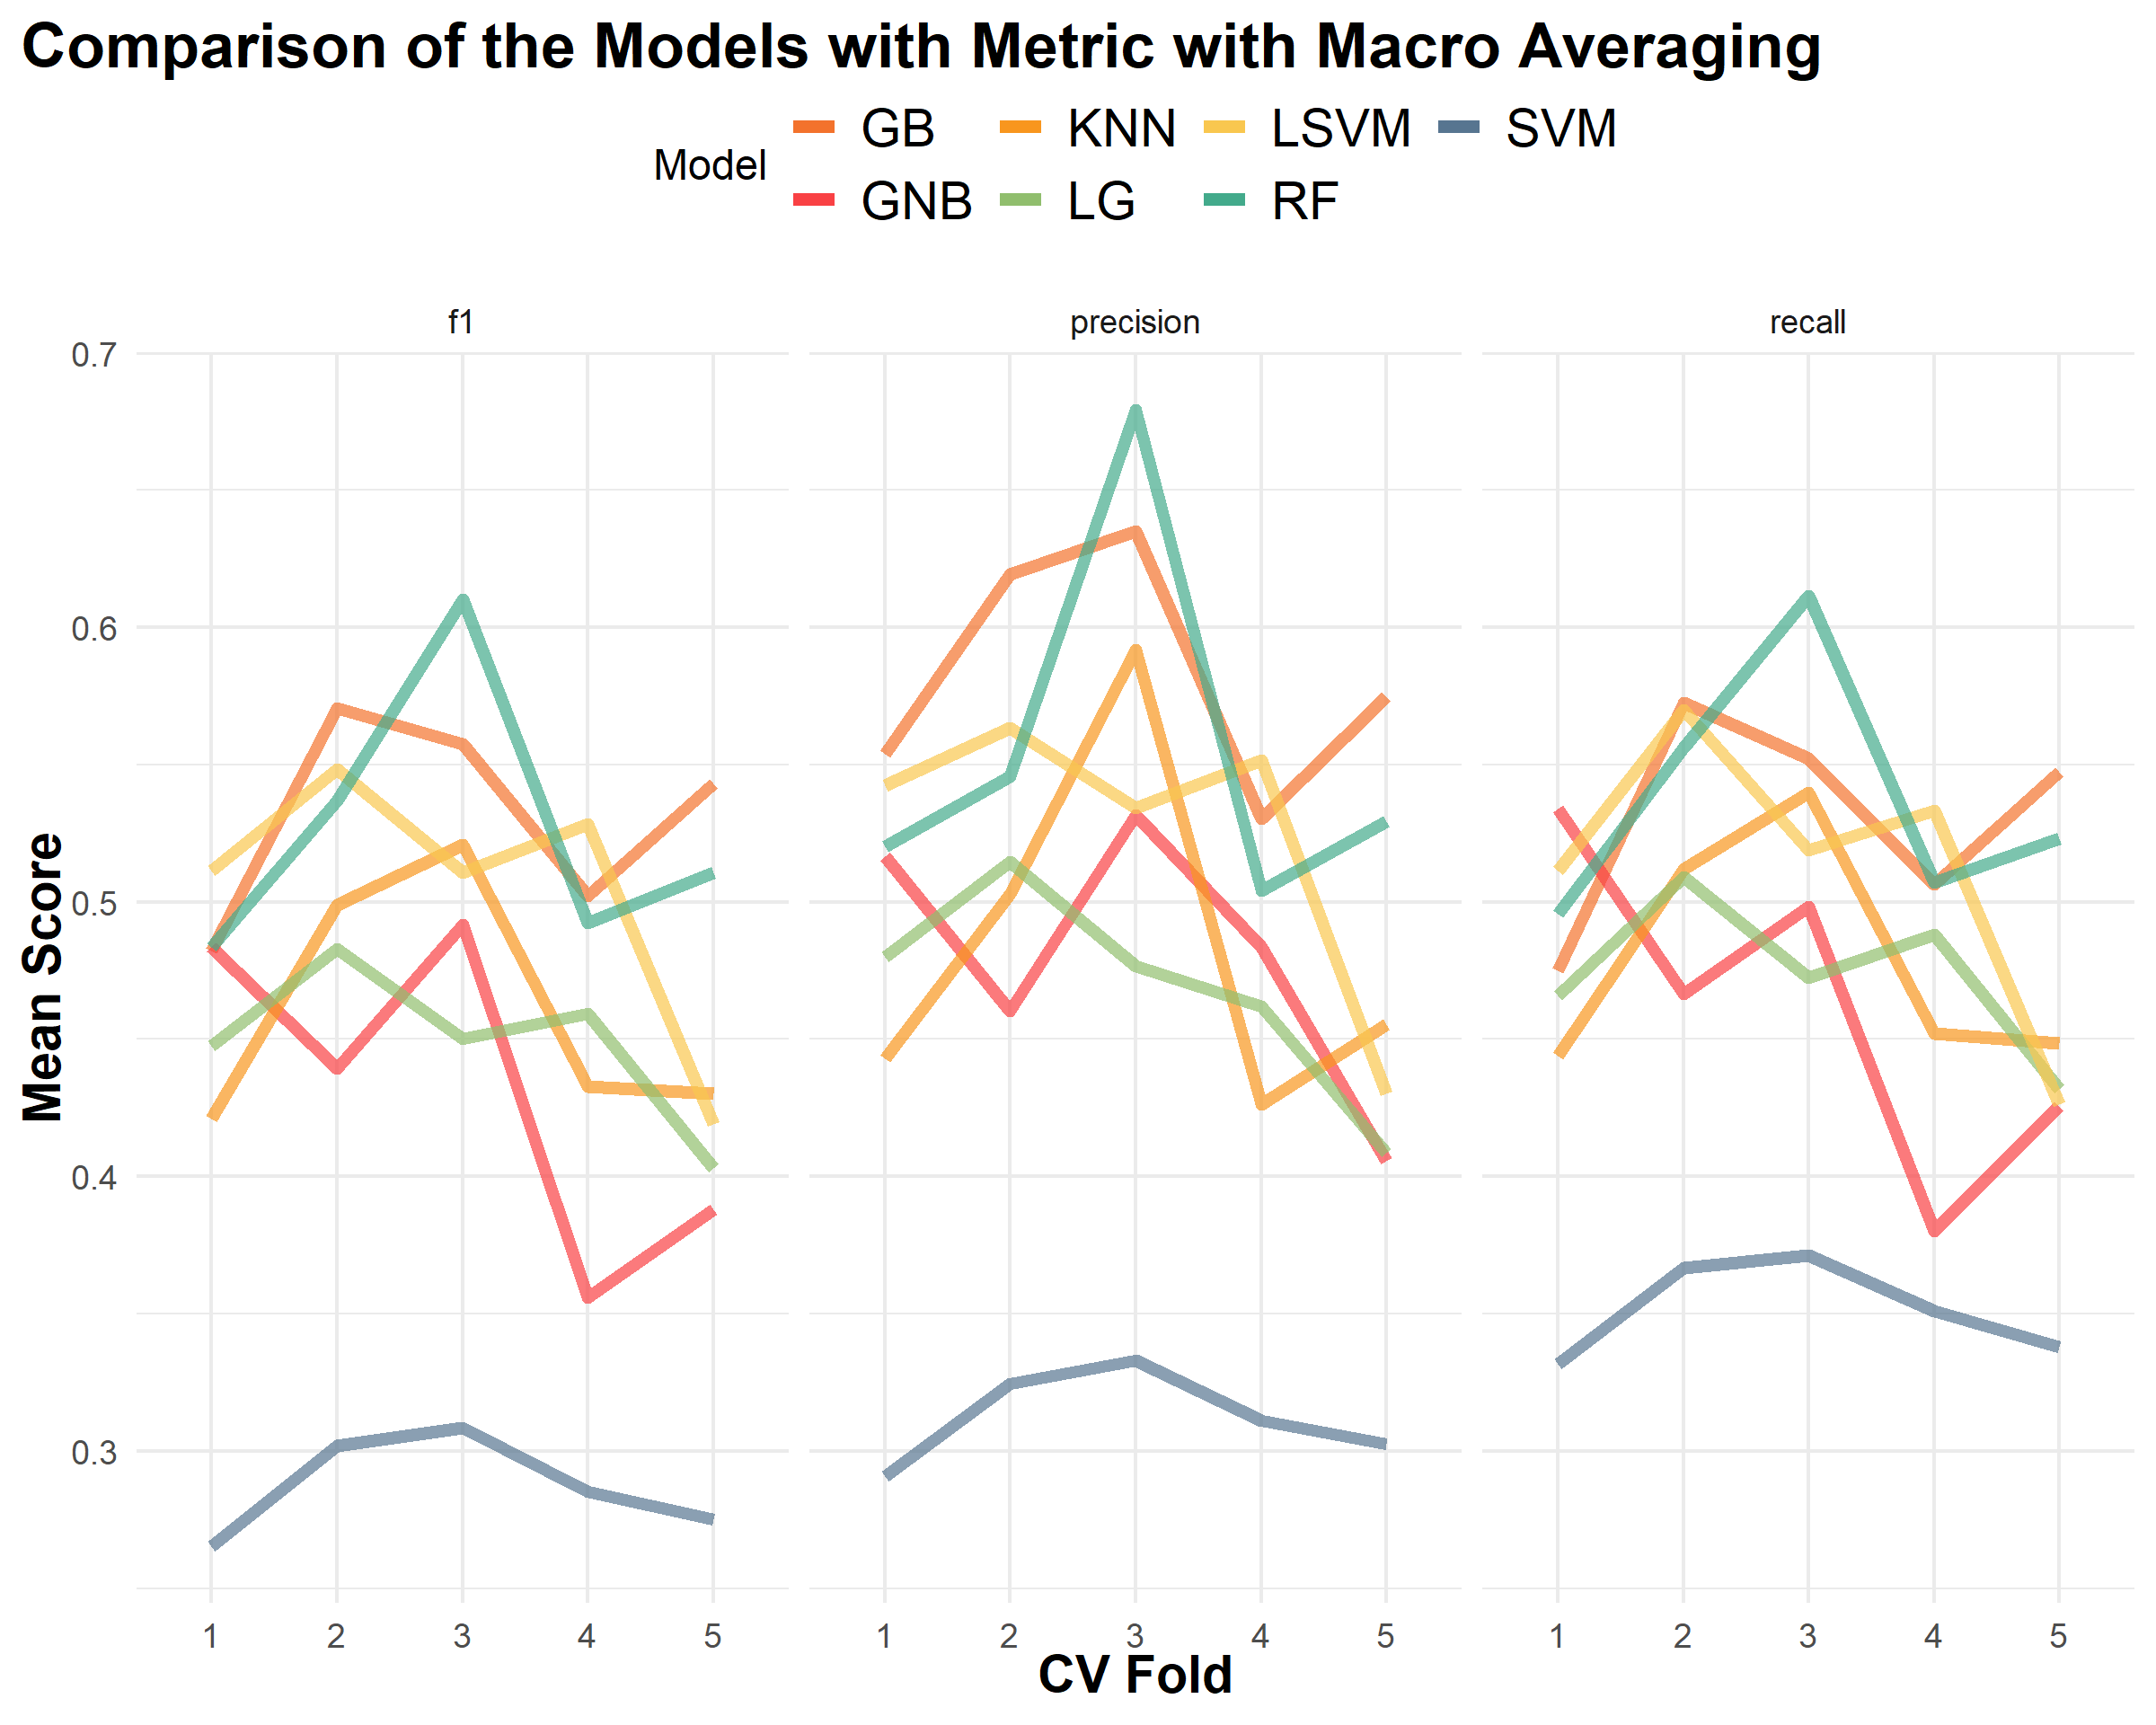 Comparison of the Models with Metric with Macro Averaging
Model
GB KNN LSVM SVM
GNB LG RF
f1 precision recall
0.7
0.6
0.5
0.4
0.3
Mean Score
1 2 3 4 5 1 2 3 4 5 1 2 3 4 5
CV Fold